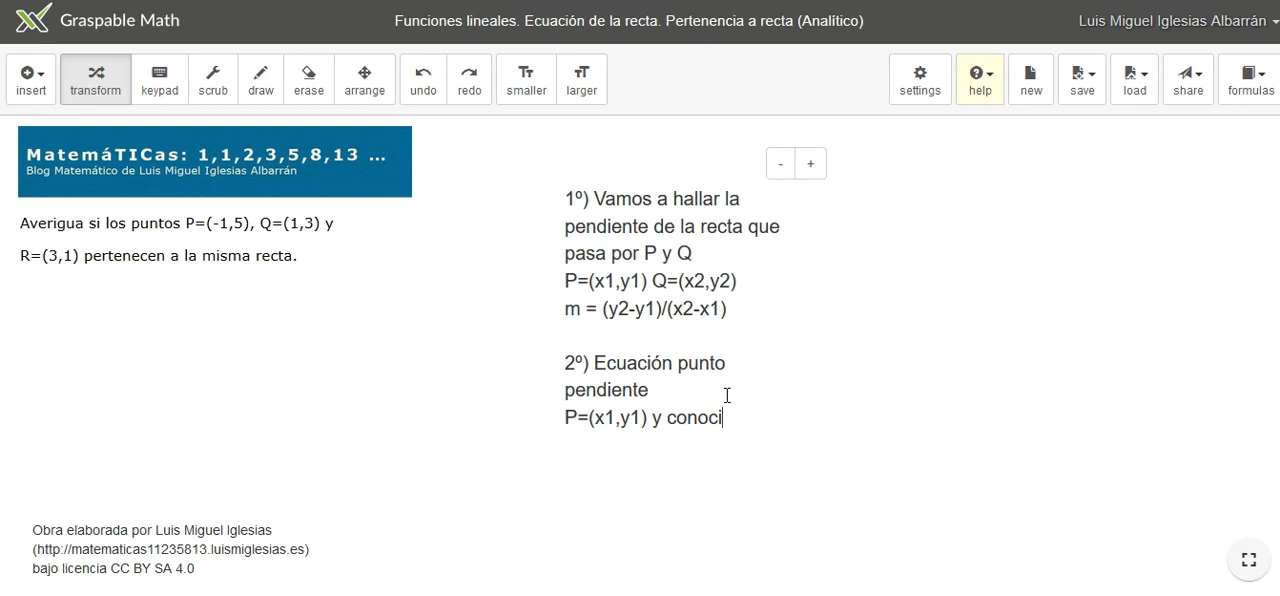 Graspable Math
Funciones lineales. Ecuación de la recta. Pertenencia a recta (Analítico)
Luis Miguel Iglesias Albarrán
insert transform keypad scrub draw erase arrange undo redo smaller larger settings help new save load share formulas
MatemáTICas: 1,1,2,3,5,8,13 ...
Blog Matemático de Luis Miguel Iglesias Albarrán
Averigua si los puntos P=(-1,5), Q=(1,3) y
R=(3,1) pertenecen a la misma recta.
- +
1º) Vamos a hallar la
pendiente de la recta que
pasa por P y Q
P=(x1,y1) Q=(x2,y2)
m = (y2-y1)/(x2-x1)
2º) Ecuación punto
pendiente
P=(x1,y1) y conoci
Obra elaborada por Luis Miguel Iglesias
(http://matematicas11235813.luismiglesias.es)
bajo licencia CC BY SA 4.0